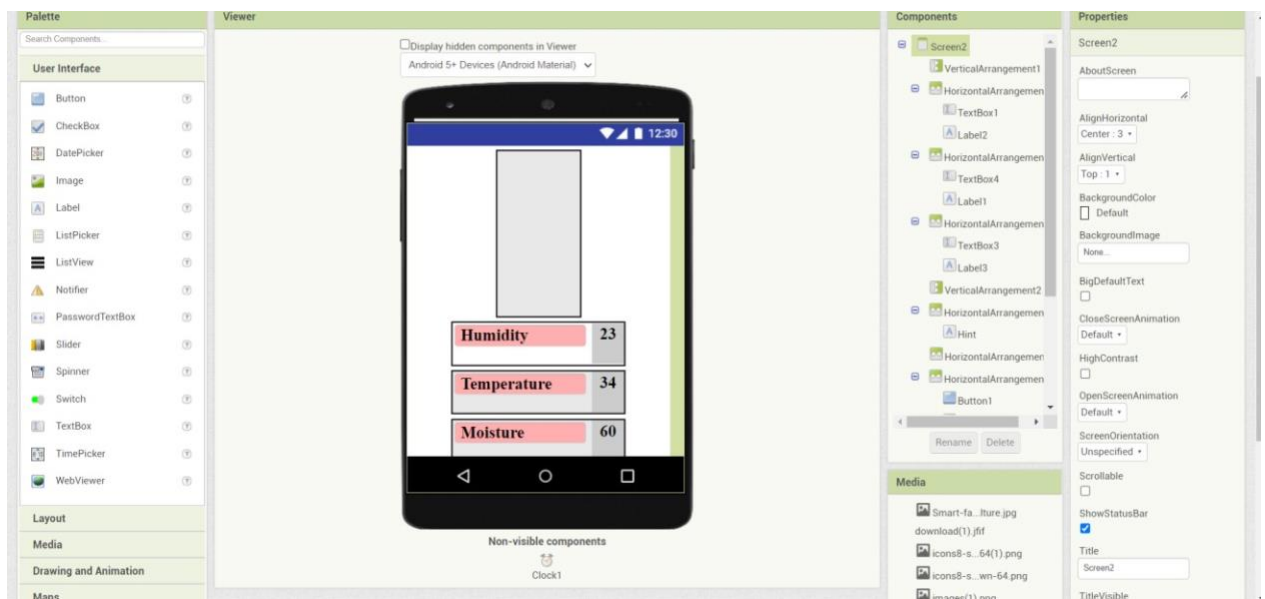 Palette
Search Components...
User Interface
Button
CheckBox
DatePicker
Image
Label
ListPicker
ListView
Notifier
PasswordTextBox
Slider
Spinner
Switch
TextBox
TimePicker
WebViewer
Layout
Media
Drawing and Animation
Maps
Viewer
Display hidden components in Viewer
Android 5+ Devices (Android Material)
12:30
Humidity 23
Temperature 34
Moisture 60
Non-visible components
Clock1
Components
Screen2
VerticalArrangement1
HorizontalArrangemen
TextBox1
Label2
HorizontalArrangemen
TextBox4
Label1
HorizontalArrangemen
TextBox3
Label3
VerticalArrangement2
HorizontalArrangemen
Hint
HorizontalArrangemen
HorizontalArrangemen
Button1
Rename Delete
Media
Smart-fa...lture.jpg
download(1).jfif
icons8-s...64(1).png
icons8-s...wn-64.png
images(1).png
Properties
Screen2
AboutScreen
AlignHorizontal
Center : 3
AlignVertical
Top : 1
BackgroundColor
Default
BackgroundImage
None...
BigDefaultText
CloseScreenAnimation
Default
HighContrast
OpenScreenAnimation
Default
ScreenOrientation
Unspecified
Scrollable
ShowStatusBar
Title
Screen2
TitleVisible